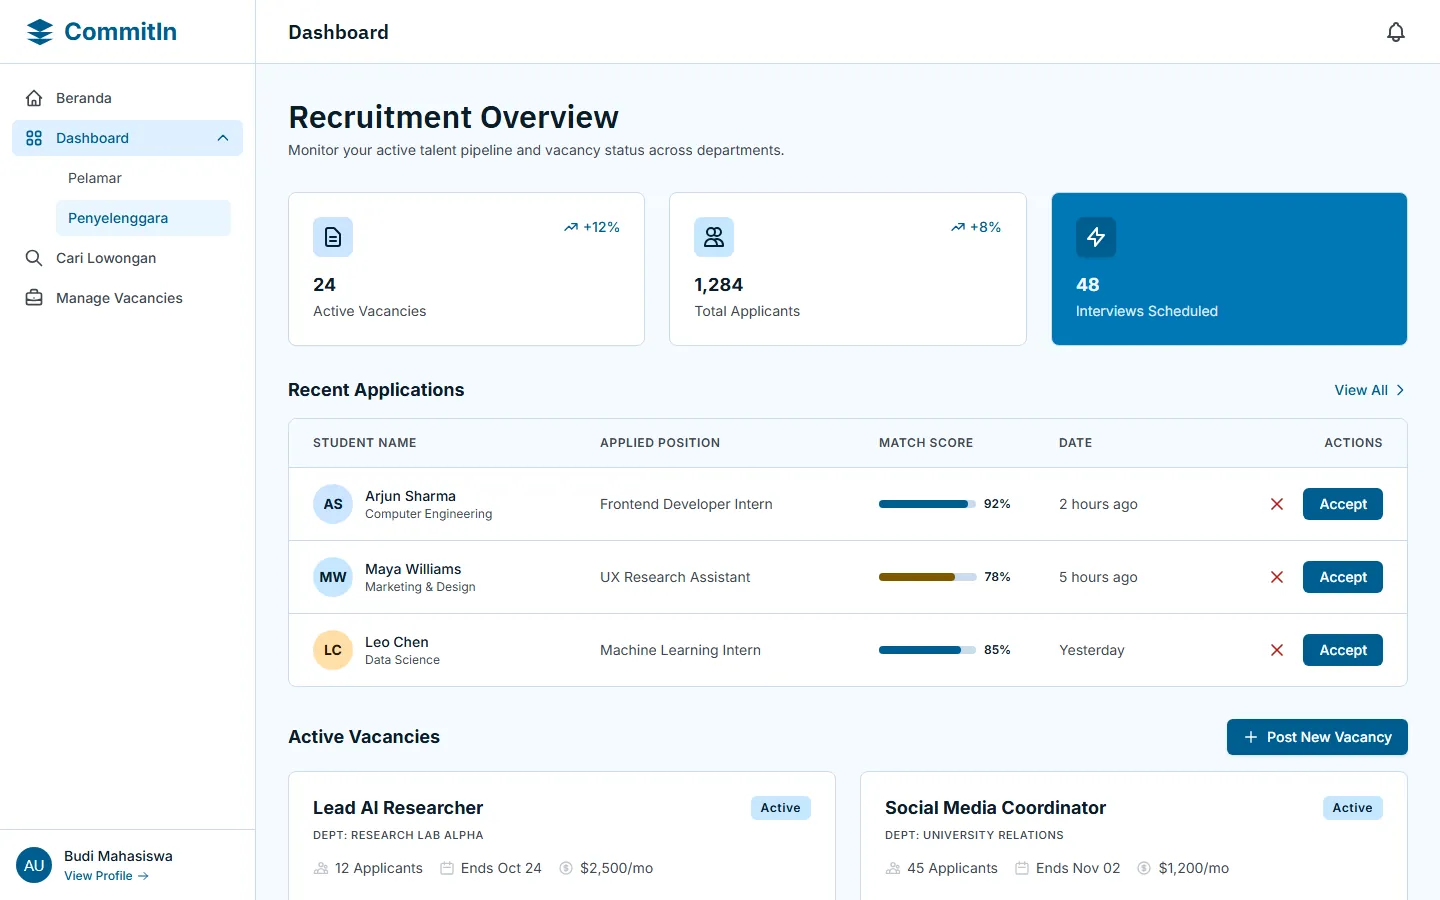 CommitIn
Dashboard
Beranda
Dashboard
Pelamar
Penyelenggara
Cari Lowongan
Manage Vacancies
AU
Budi Mahasiswa
View Profile →
Recruitment Overview
Monitor your active talent pipeline and vacancy status across departments.
+12%
24
Active Vacancies
+8%
1,284
Total Applicants
48
Interviews Scheduled
Recent Applications
View All
STUDENT NAME APPLIED POSITION MATCH SCORE DATE ACTIONS
AS Arjun Sharma
Computer Engineering
Frontend Developer Intern 92% 2 hours ago Accept
MW Maya Williams
Marketing & Design
UX Research Assistant 78% 5 hours ago Accept
LC Leo Chen
Data Science
Machine Learning Intern 85% Yesterday Accept
Active Vacancies
+ Post New Vacancy
Lead AI Researcher
Active
DEPT: RESEARCH LAB ALPHA
12 Applicants Ends Oct 24 $2,500/mo
Social Media Coordinator
Active
DEPT: UNIVERSITY RELATIONS
45 Applicants Ends Nov 02 $1,200/mo